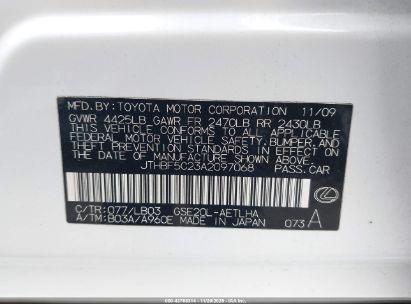 MFD.BY: TOYOTA MOTOR CORPORATION 11/09
GVWR 4425LB GAWR FR 2470LB RR 2430LB
THIS VEHICLE CONFORMS TO ALL APPLICABLE
FEDERAL MOTOR VEHICLE SAFETY, BUMPER, AND
THEFT PREVENTION STANDARDS IN EFFECT ON
THE DATE OF MANUFACTURE SHOWN ABOVE.
JTHBF5C23A2097068 PASS.CAR
C/TR: 077/LB03 GSE20L-AETLHA
A/TM: B03A/A960E MADE IN JAPAN 073 A